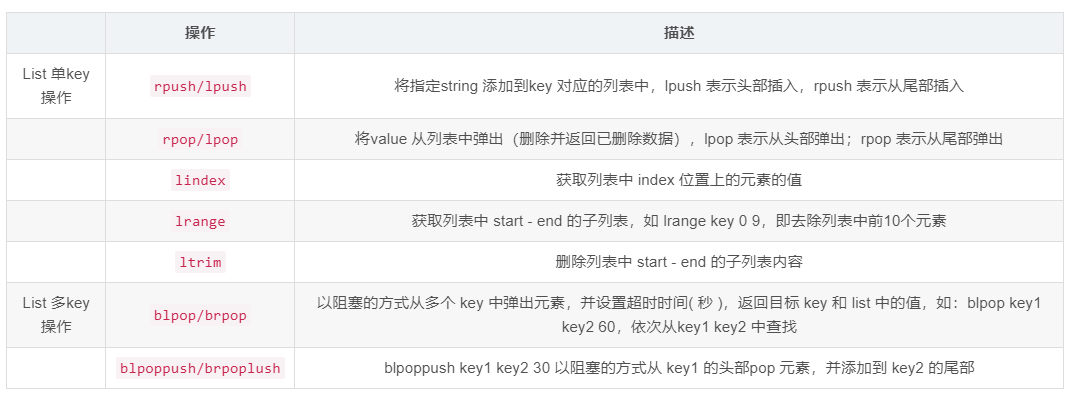 操作 描述
List 单key
操作
rpush/lpush
将指定string 添加到key 对应的列表中，lpush 表示头部插入，rpush 表示从尾部插入
rpop/lpop
将value 从列表中弹出（删除并返回已删除数据）, lpop 表示从头部弹出；rpop 表示从尾部弹出
lindex
获取列表中 index 位置上的元素的值
lrange
获取列表中 start - end 的子列表，如 lrange key 0 9，即去除列表中前10个元素
ltrim
删除列表中 start - end 的子列表内容
List 多key
操作
blpop/brpop
以阻塞的方式从多个 key 中弹出元素，并设置超时时间( 秒 )，返回目标 key 和 list 中的值，如：blpop key1
key2 60，依次从key1 key2 中查找
blpoppush/brpoplush
blpoppush key1 key2 30 以阻塞的方式从 key1 的头部pop 元素，并添加到 key2 的尾部